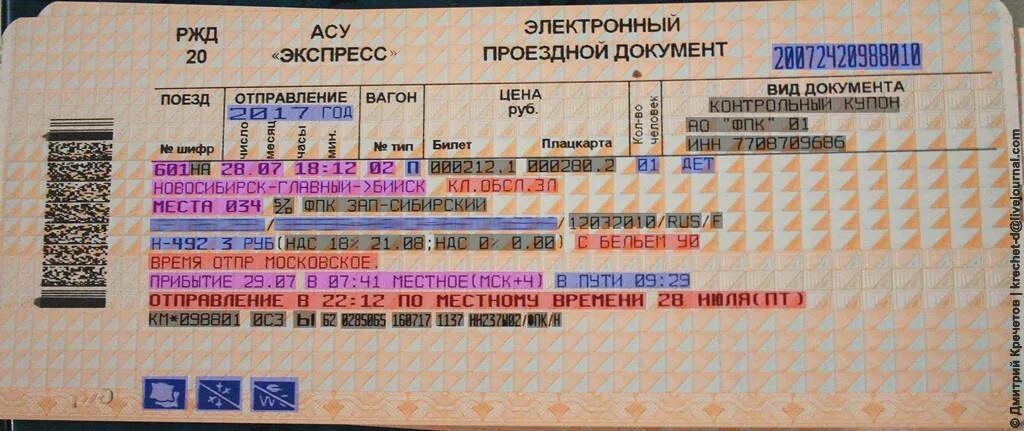 РЖД АСУ ЭЛЕКТРОННЫЙ
20 «ЭКСПРЕСС» ПРОЕЗДНОЙ ДОКУМЕНТ
20072420988010
ПОЕЗД ОТПРАВЛЕНИЕ ВАГОН ЦЕНА руб. Кол-во человек ВИД ДОКУМЕНТА
2017 ГОД КОНТРОЛЬНЫЙ КУПОН
АО "ФПК" 01
№ шифр число месяц часы мин. № тип Билет Плацкарта ИНН 7708709686
601НА 28.07 18:12 02 П 000212.1 000280.2 01 ДЕТ
НОВОСИБИРСК-ГЛАВНЫЙ->БИЙСК КЛ.ОБСЛ.3Л
МЕСТА 034 ФПК ЗАП-СИБИРСКИЙ
/ /12032010/RUS/F
Н-492.3 РУБ(НДС 18% 21.08;НДС 0% 0.00) С БЕЛЬЕМ У0
ВРЕМЯ ОТПР МОСКОВСКОЕ.
ПРИБЫТИЕ 29.07 В 07:41 МЕСТНОЕ(МСК+4) В ПУТИ 09:29
ОТПРАВЛЕНИЕ В 22:12 ПО МЕСТНОМУ ВРЕМЕНИ 28 ИЮЛЯ(ПТ)
КМ*098801 ОСЭ Ы 62 0285065 160717 1137 НН237W02/ФПК/Н
© Дмитрий Кречетов | krechet-d@livejournal.com